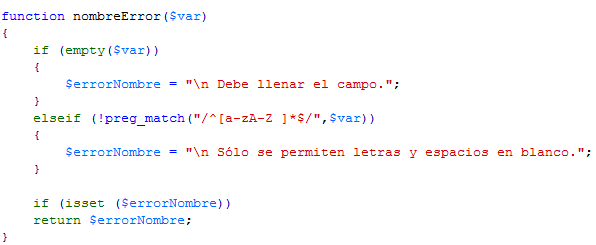 function nombreError($var)
{
    if (empty($var))
    {
        $errorNombre = "\n Debe llenar el campo.";
    }
    elseif (!preg_match("/^[a-zA-Z ]*$/",$var))
    {
        $errorNombre = "\n Sólo se permiten letras y espacios en blanco.";
    }

    if (isset ($errorNombre))
    return $errorNombre;
}